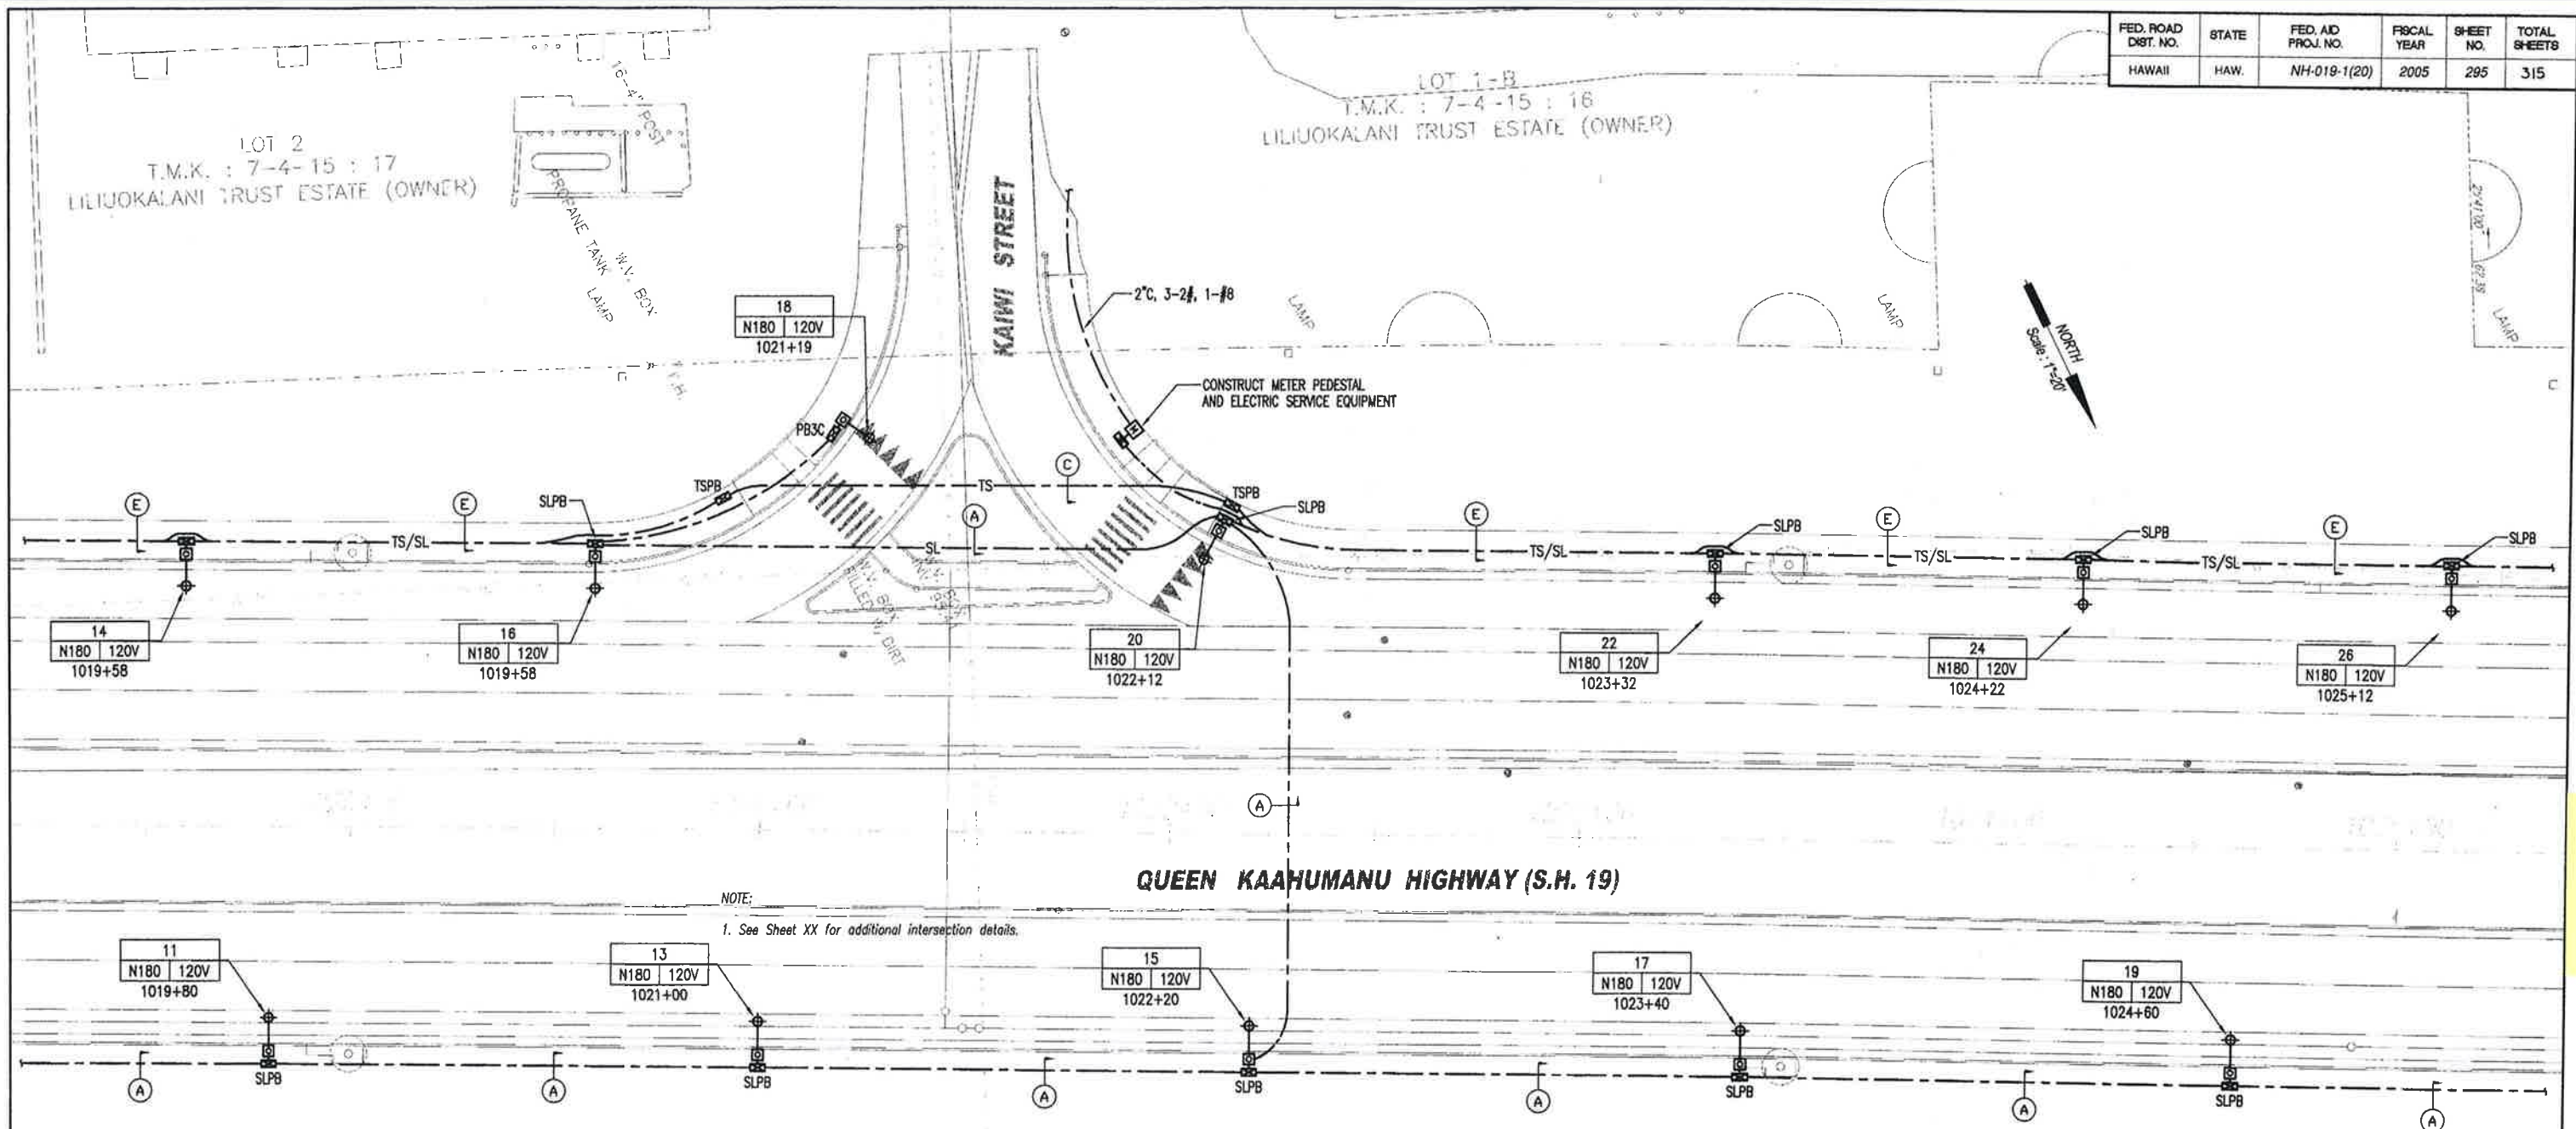 FED. ROAD DIST. NO. STATE FED. AID PROJ. NO. FISCAL YEAR SHEET NO. TOTAL SHEETS
HAWAII HAW. NH-019-1(20) 2005 295 315
16-4" POST
LOT 2
T.M.K. : 7-4-15 : 17
LILIUOKALANI TRUST ESTATE (OWNER)
PROPANE TANK
LAMP
W.V. BOX
LOT 1-B
T.M.K. : 7-4-15 : 16
LILIUOKALANI TRUST ESTATE (OWNER)
KAIWI STREET
2"C, 3-2#, 1-#8
LAMP
LAMP
LAMP
NORTH
Scale: 1"=20'
18
N180 120V
1021+19
CONSTRUCT METER PEDESTAL
AND ELECTRIC SERVICE EQUIPMENT
PB3C
TSPB
TS
C
TSPB
SLPB
E
E
SLPB
TS/SL
SL
A
E
TS/SL
SLPB
E
TS/SL
SLPB
E
TS/SL
SLPB
W.V. BOX
FILLED W/ DIRT
14
N180 120V
1019+58
16
N180 120V
1019+58
20
N180 120V
1022+12
22
N180 120V
1023+32
24
N180 120V
1024+22
26
N180 120V
1025+12
A
QUEEN KAAHUMANU HIGHWAY (S.H. 19)
NOTE:
1. See Sheet XX for additional intersection details.
11
N180 120V
1019+80
13
N180 120V
1021+00
15
N180 120V
1022+20
17
N180 120V
1023+40
19
N180 120V
1024+60
SLPB
SLPB
SLPB
SLPB
SLPB
A
A
A
A
A
A